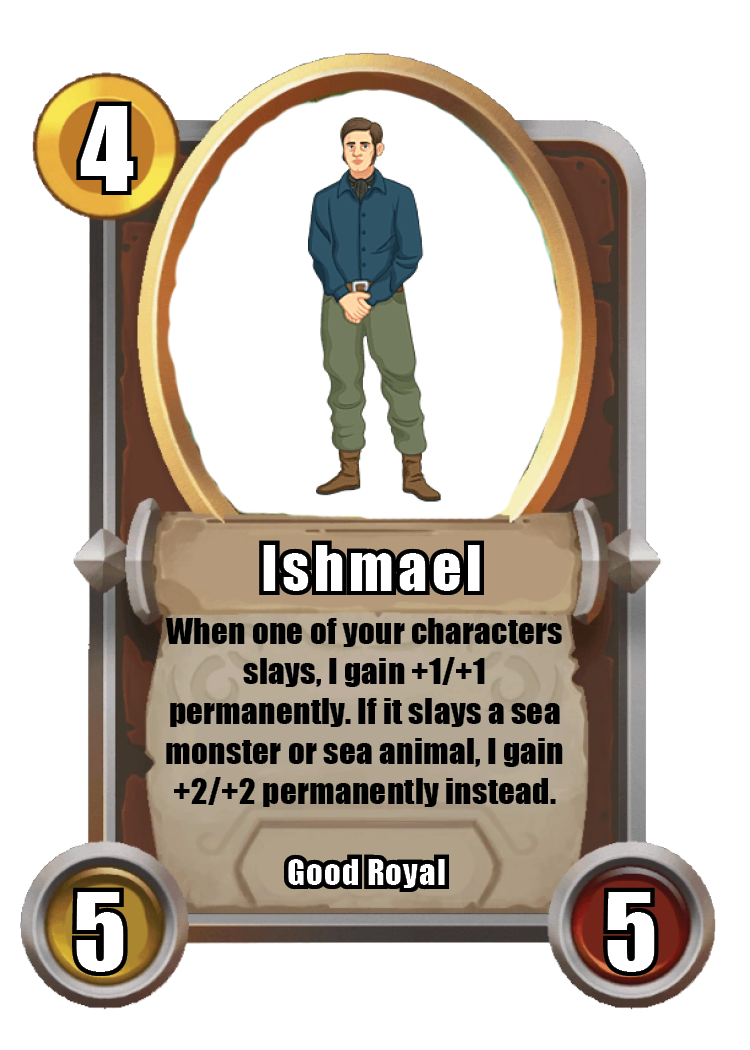 4
Ishmael
When one of your characters
slays, I gain +1/+1
permanently. If it slays a sea
monster or sea animal, I gain
+2/+2 permanently instead.
Good Royal
5
5